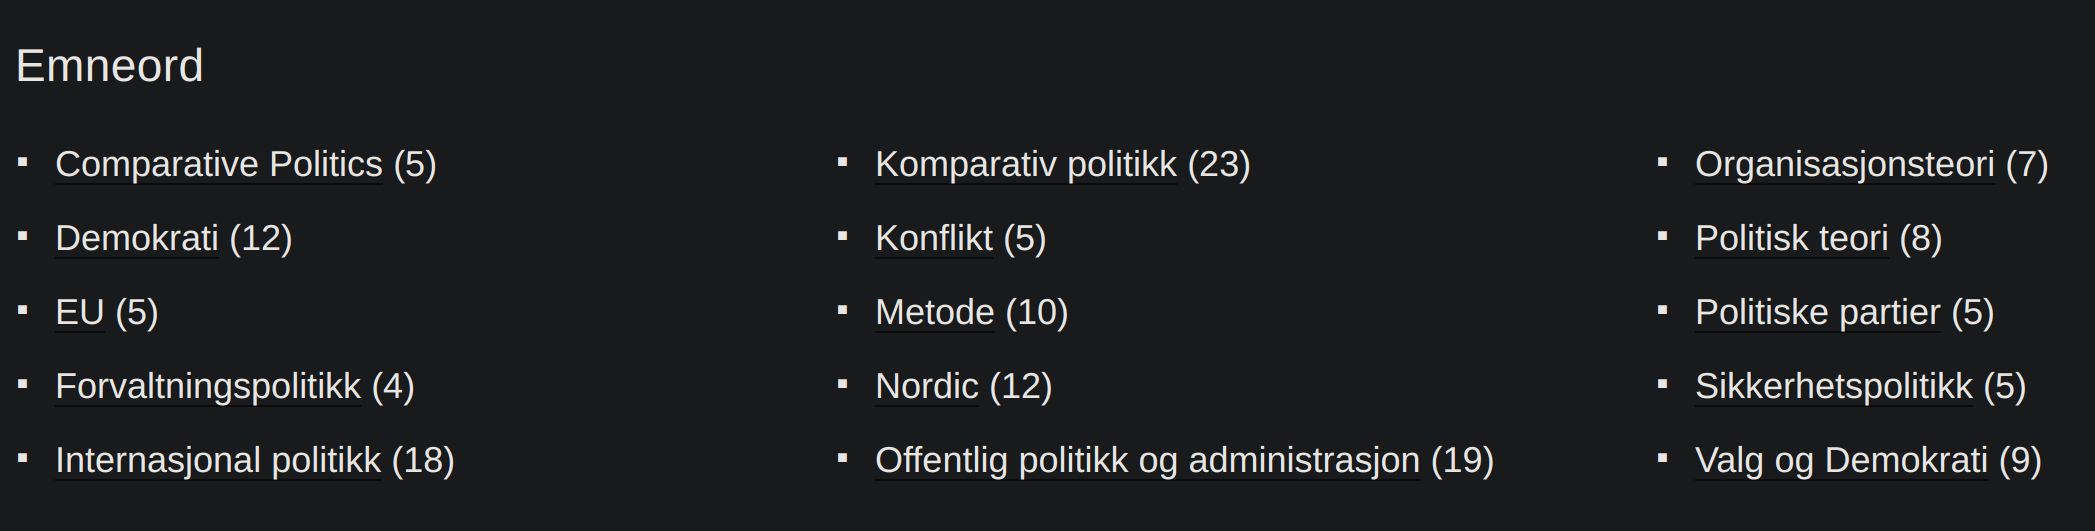 Emneord
Comparative Politics (5)
Demokrati (12)
EU (5)
Forvaltningspolitikk (4)
Internasjonal politikk (18)
Komparativ politikk (23)
Konflikt (5)
Metode (10)
Nordic (12)
Offentlig politikk og administrasjon (19)
Organisasjonsteori (7)
Politisk teori (8)
Politiske partier (5)
Sikkerhetspolitikk (5)
Valg og Demokrati (9)